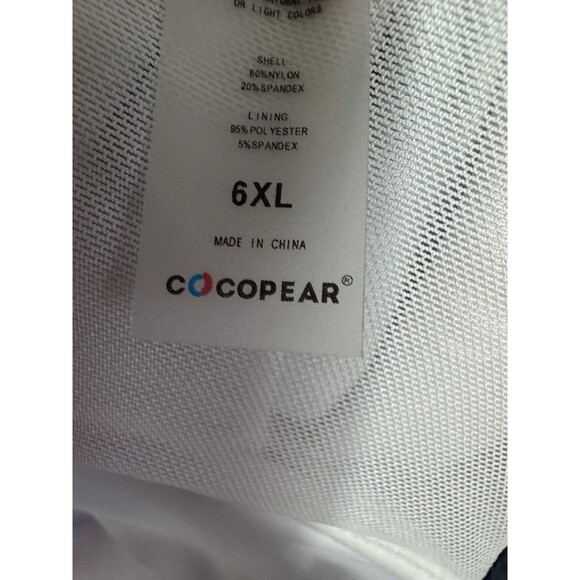 OR LIGHT COLORS
SHELL
80%NYLON
20%SPANDEX
LINING:
95%POLYESTER
5%SPANDEX
6XL
MADE IN CHINA
COCOPEAR®